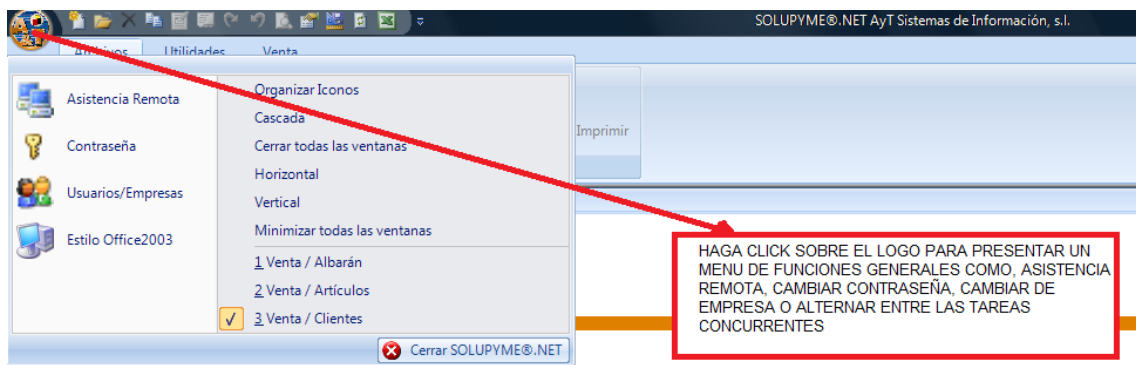 SOLUPYME®.NET AyT Sistemas de Información, s.l.
Archivos Utilidades Venta
Asistencia Remota
Contraseña
Usuarios/Empresas
Estilo Office2003
Organizar Iconos
Cascada
Cerrar todas las ventanas
Horizontal
Vertical
Minimizar todas las ventanas
1 Venta / Albarán
2 Venta / Artículos
3 Venta / Clientes
Cerrar SOLUPYME®.NET
Imprimir
HAGA CLICK SOBRE EL LOGO PARA PRESENTAR UN
MENU DE FUNCIONES GENERALES COMO, ASISTENCIA
REMOTA, CAMBIAR CONTRASEÑA, CAMBIAR DE
EMPRESA O ALTERNAR ENTRE LAS TAREAS
CONCURRENTES